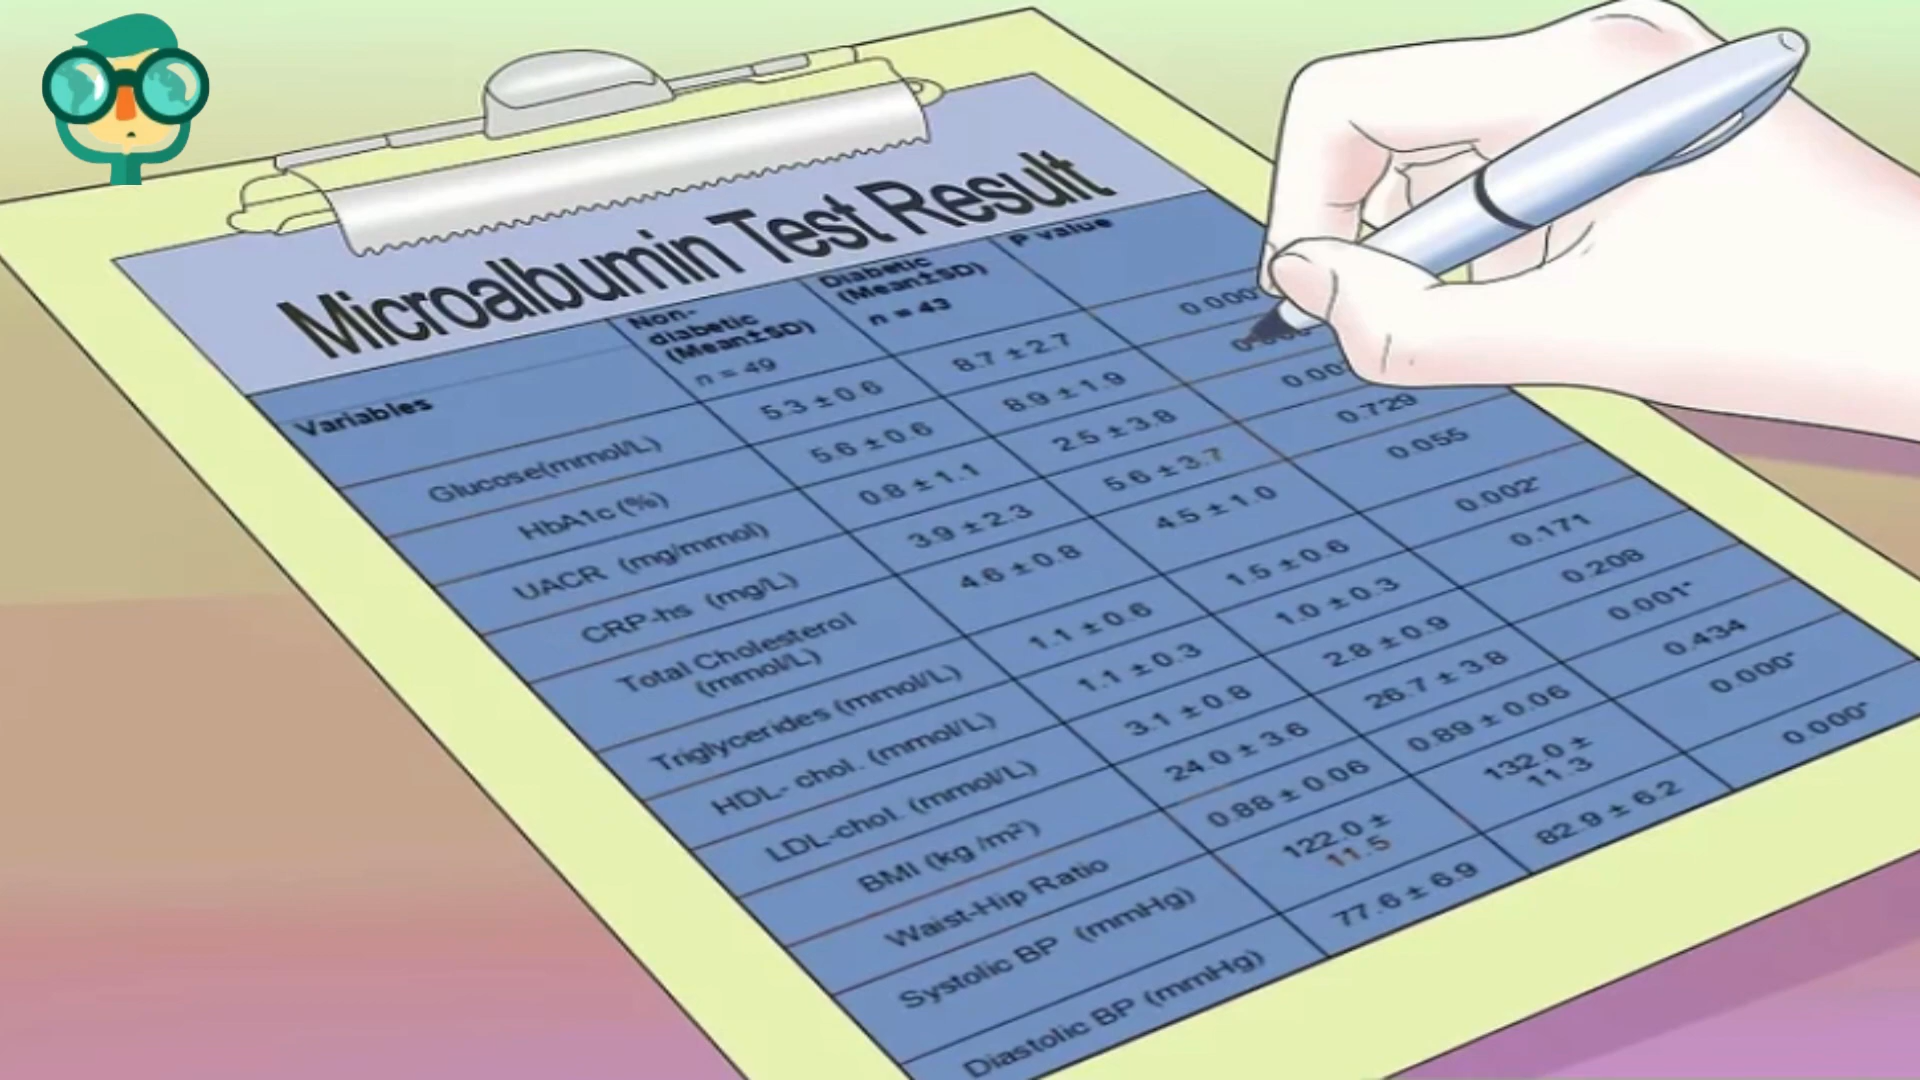 Microalbumin Test Result
Variables
Non-
diabetic
(Mean±SD)
n = 49
Diabetic
(Mean±SD)
n = 43
P value
Glucose(mmol/L) 5.3 ±0.6 8.7 ±2.7 0.000*
HbA1c (%) 5.6 ±0.6 8.9 ±1.9
UACR (mg/mmol) 0.8 ±1.1 2.5 ±3.8
CRP-hs (mg/L) 3.9 ±2.3 5.6 ±3.7 0.729
Total Cholesterol
(mmol/L)
4.6 ±0.8 4.5 ±1.0 0.055
Triglycerides (mmol/L) 1.1 ±0.6 1.5 ±0.6 0.002*
HDL- chol. (mmol/L) 1.1 ±0.3 1.0 ±0.3 0.171
LDL-chol. (mmol/L) 3.1 ±0.8 2.8 ±0.9 0.208
BMI (kg /m²) 24.0 ± 3.6 26.7 ± 3.8 0.001*
Waist-Hip Ratio 0.88 ± 0.06 0.89 ± 0.06 0.434
Systolic BP (mmHg)
122.0 ±
11.5
132.0 ±
11.3
0.000*
Diastolic BP (mmHg) 77.6 ± 6.9 82.9 ± 6.2 0.000*